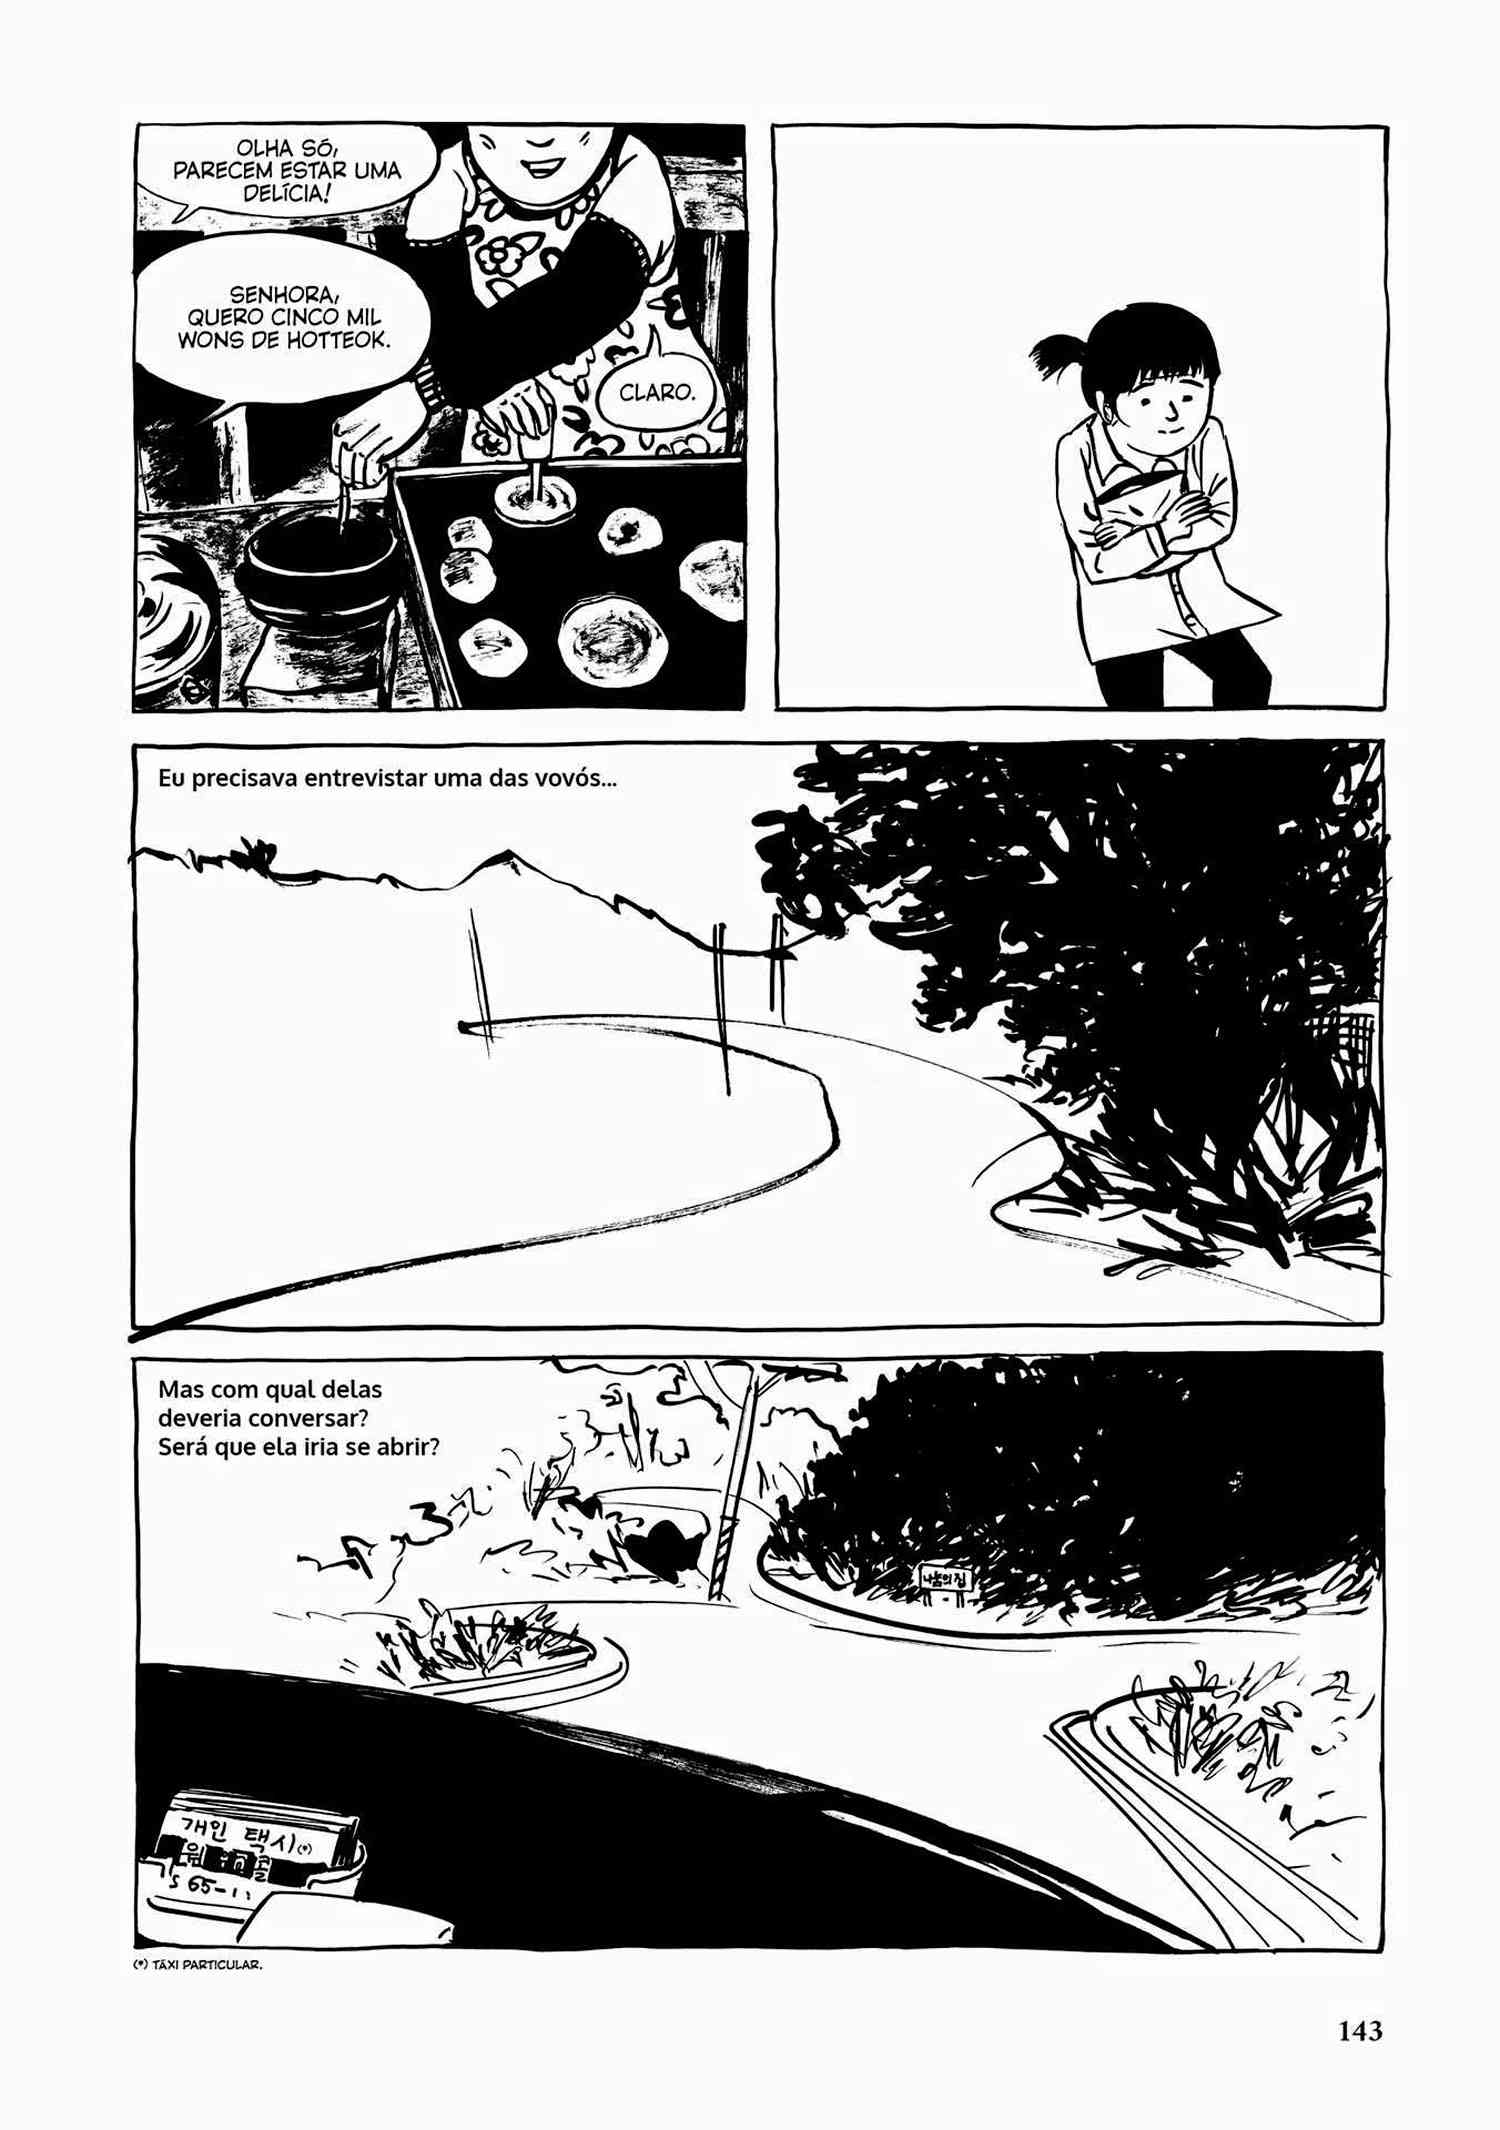 OLHA SÓ,
PARECEM ESTAR UMA
DELÍCIA!
SENHORA,
QUERO CINCO MIL
WONS DE HOTTEOK.
CLARO.
Eu precisava entrevistar uma das vovós...
Mas com qual delas
deveria conversar?
Será que ela iria se abrir?
나눔의집
개인 택시(*)
65-11
(*) TÁXI PARTICULAR.
143